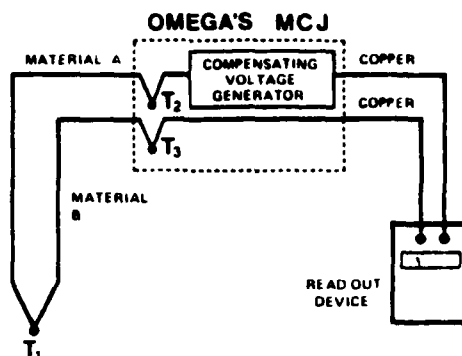 OMEGA'S MCJ
MATERIAL A
COMPENSATING
VOLTAGE
GENERATOR
COPPER
T2
COPPER
T3
MATERIAL
B
READ OUT
DEVICE
T1